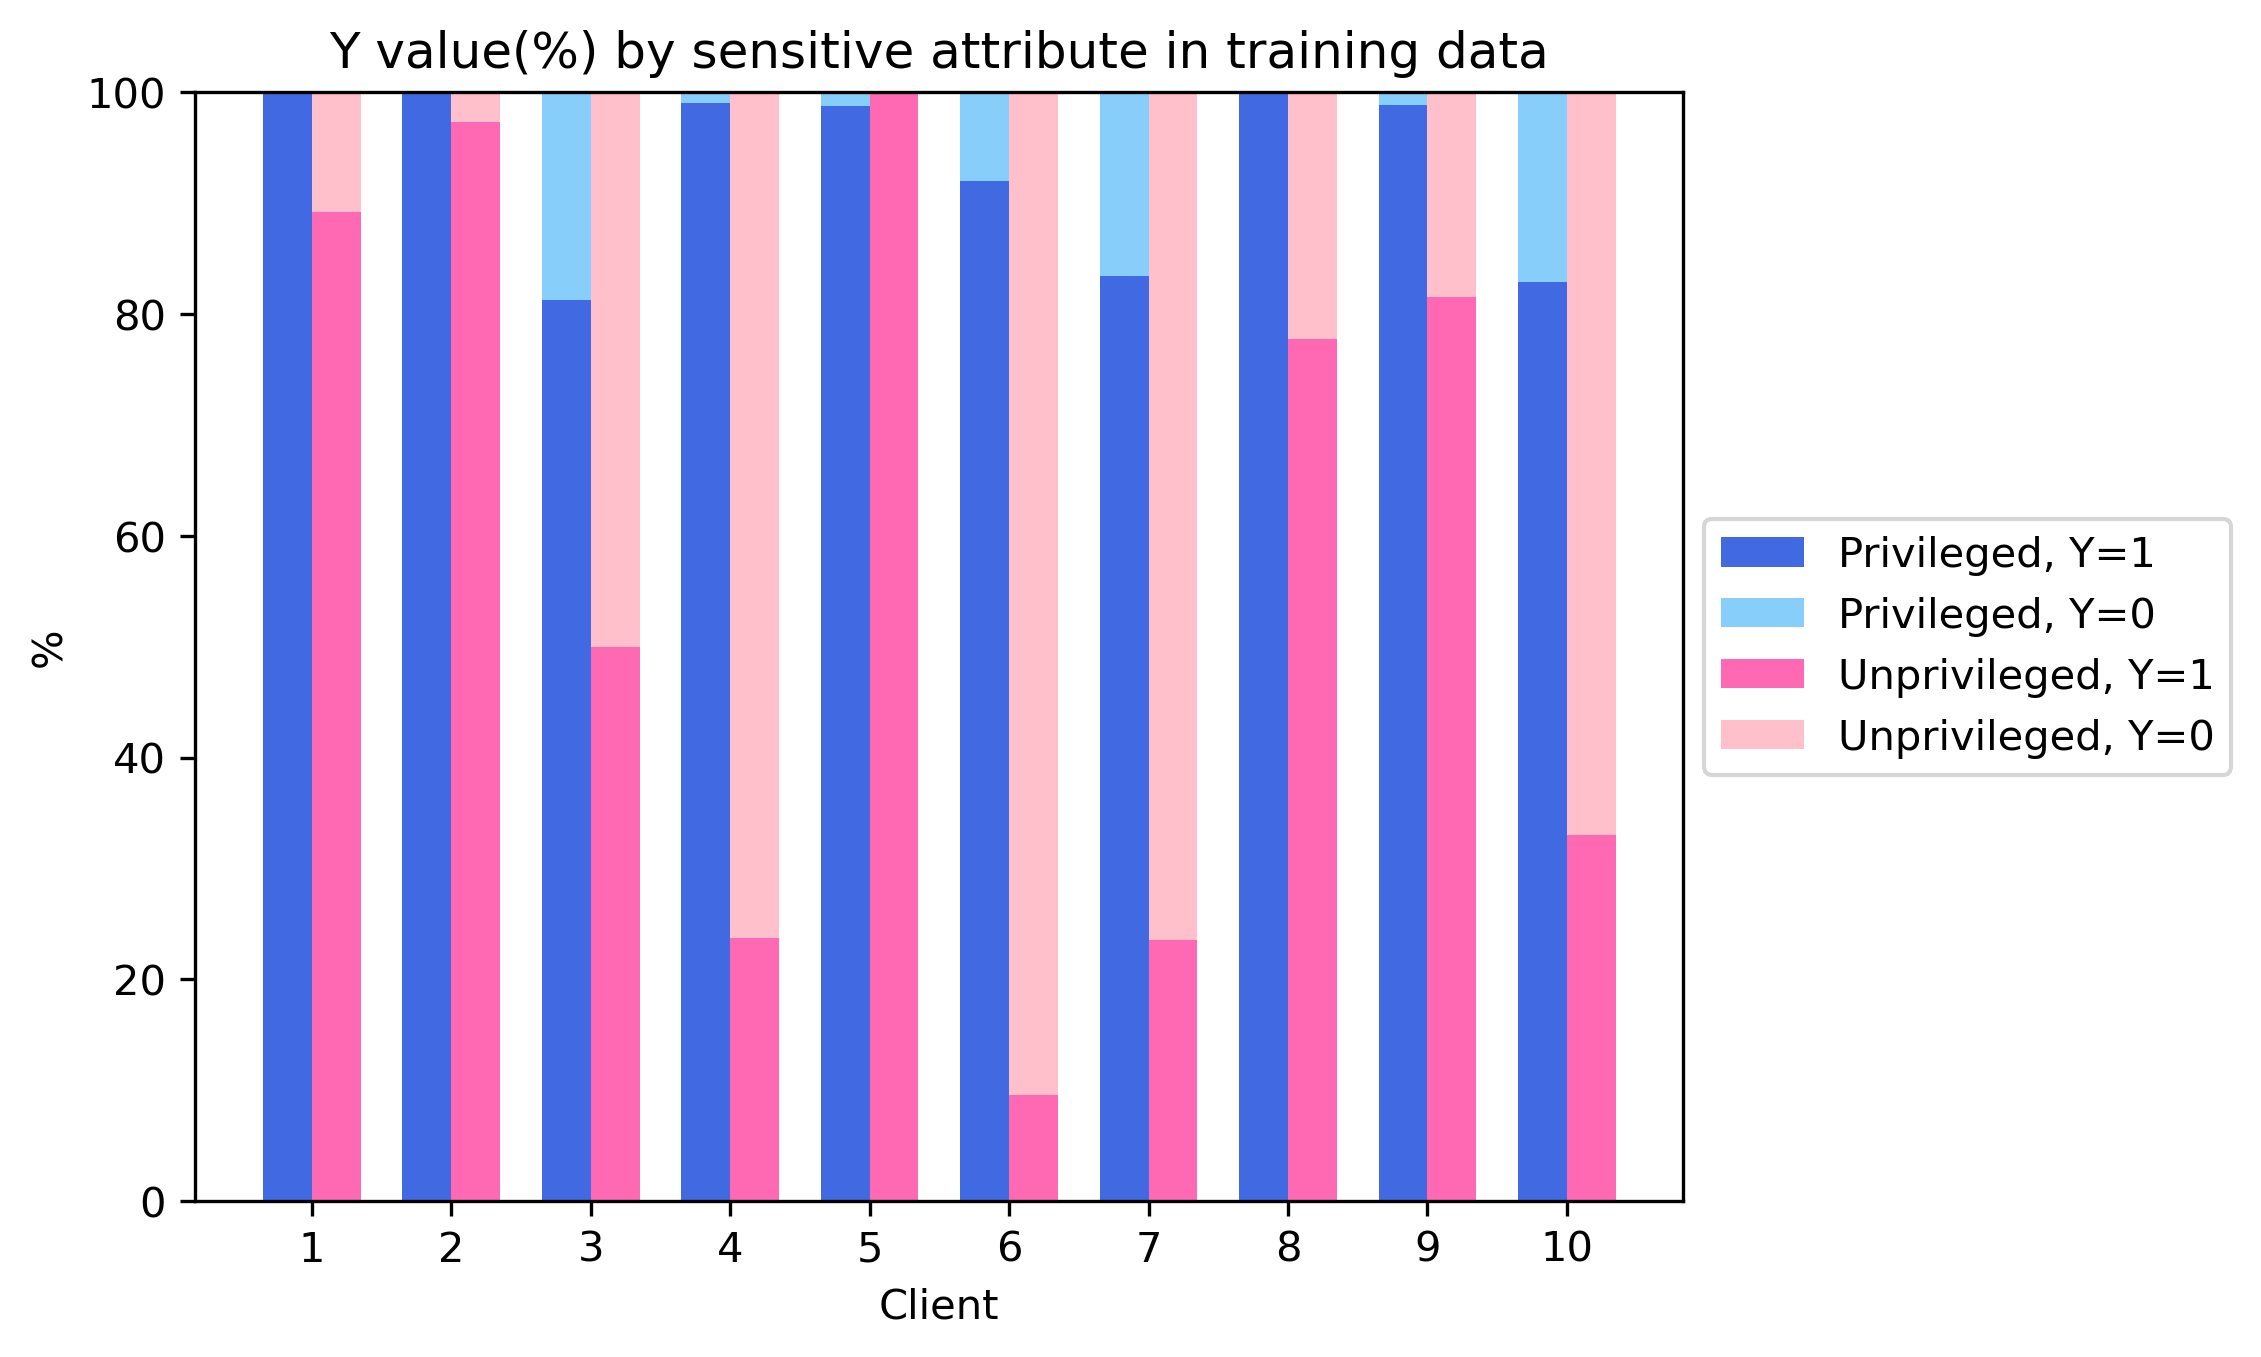 Y value(%) by sensitive attribute in training data
100
80
60
40
20
0
%
1 2 3 4 5 6 7 8 9 10
Client
Privileged, Y=1
Privileged, Y=0
Unprivileged, Y=1
Unprivileged, Y=0